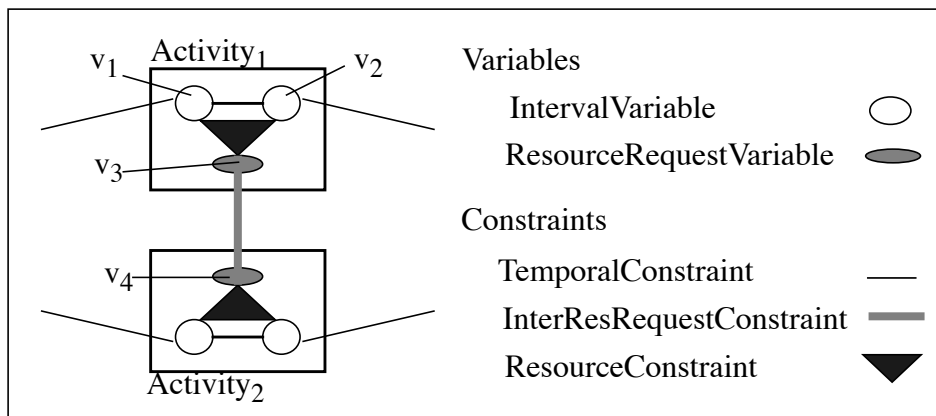 Activity₁
v₁
v₂
v₃
v₄
Activity₂
Variables
IntervalVariable
ResourceRequestVariable
Constraints
TemporalConstraint
InterResRequestConstraint
ResourceConstraint